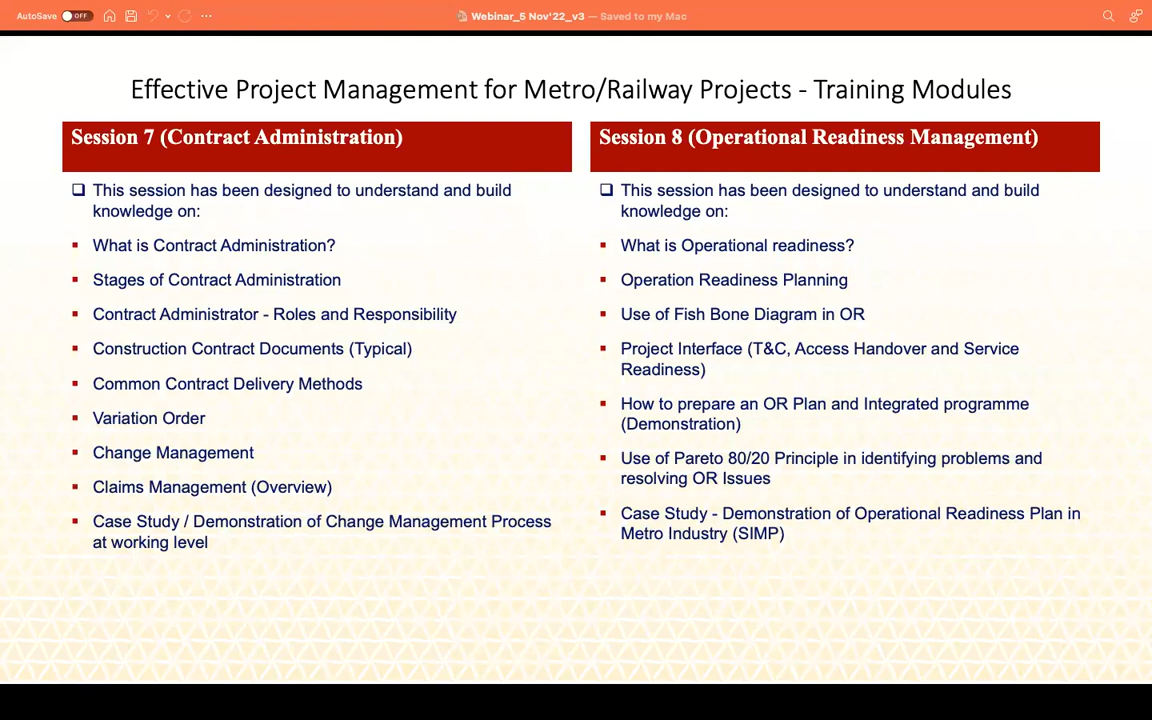 AutoSave OFF
Webinar_5 Nov'22_v3 — Saved to my Mac
Effective Project Management for Metro/Railway Projects - Training Modules
Session 7 (Contract Administration)
This session has been designed to understand and build
knowledge on:
What is Contract Administration?
Stages of Contract Administration
Contract Administrator - Roles and Responsibility
Construction Contract Documents (Typical)
Common Contract Delivery Methods
Variation Order
Change Management
Claims Management (Overview)
Case Study / Demonstration of Change Management Process
at working level
Session 8 (Operational Readiness Management)
This session has been designed to understand and build
knowledge on:
What is Operational readiness?
Operation Readiness Planning
Use of Fish Bone Diagram in OR
Project Interface (T&C, Access Handover and Service
Readiness)
How to prepare an OR Plan and Integrated programme
(Demonstration)
Use of Pareto 80/20 Principle in identifying problems and
resolving OR Issues
Case Study - Demonstration of Operational Readiness Plan in
Metro Industry (SIMP)